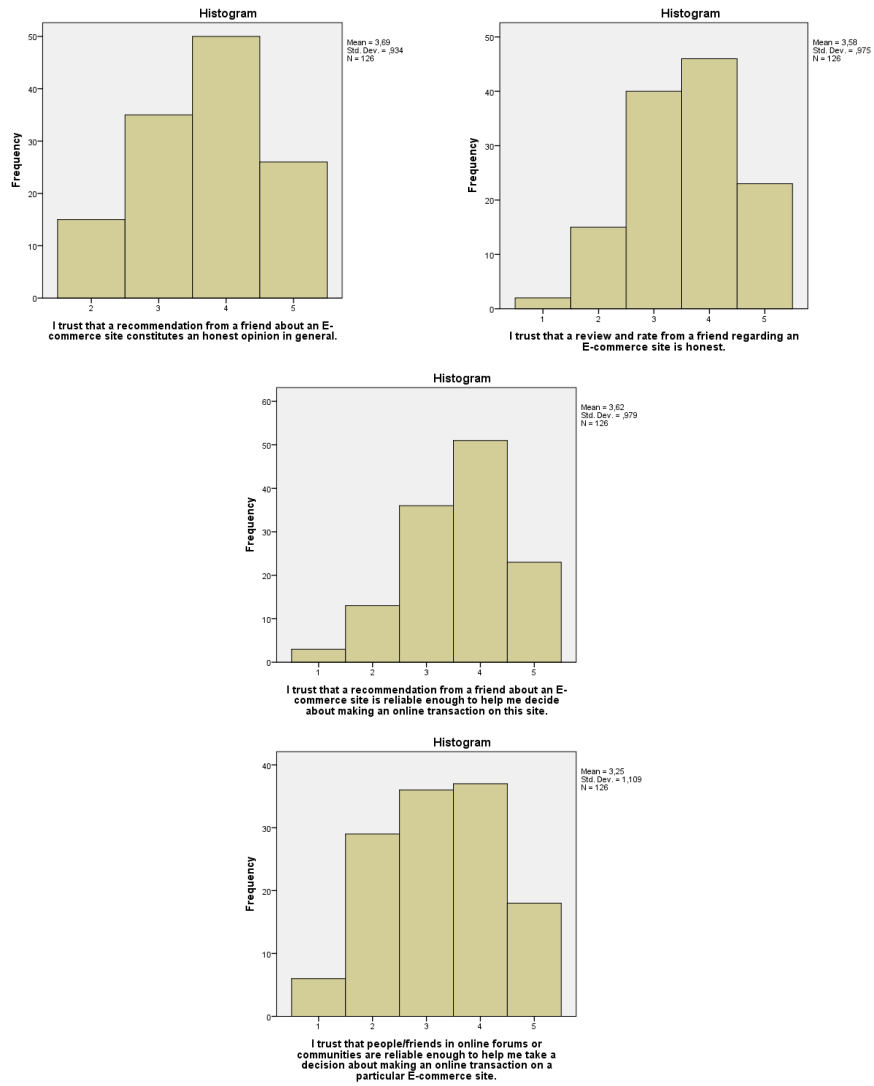 Histogram
Mean = 3,69
Std. Dev. = ,934
N = 126
50
40
30
20
10
0
Frequency
2 3 4 5
I trust that a recommendation from a friend about an E-
commerce site constitutes an honest opinion in general.
Histogram
Mean = 3,58
Std. Dev. = ,975
N = 126
50
40
30
20
10
0
Frequency
1 2 3 4 5
I trust that a review and rate from a friend regarding an
E-commerce site is honest.
Histogram
Mean = 3,62
Std. Dev. = ,979
N = 126
60
50
40
30
20
10
0
Frequency
1 2 3 4 5
I trust that a recommendation from a friend about an E-
commerce site is reliable enough to help me decide
about making an online transaction on this site.
Histogram
Mean = 3,25
Std. Dev. = 1,109
N = 126
40
30
20
10
0
Frequency
1 2 3 4 5
I trust that people/friends in online forums or
communities are reliable enough to help me take a
decision about making an online transaction on a
particular E-commerce site.